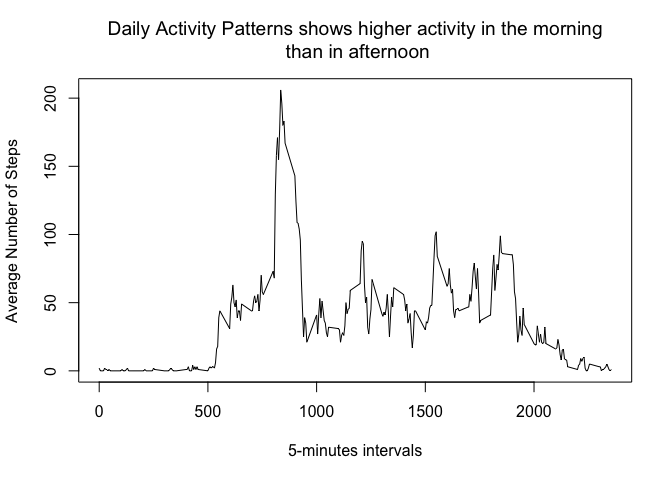 Daily Activity Patterns shows higher activity in the morning
than in afternoon
200
150
100
50
0
Average Number of Steps
0 500 1000 1500 2000
5-minutes intervals